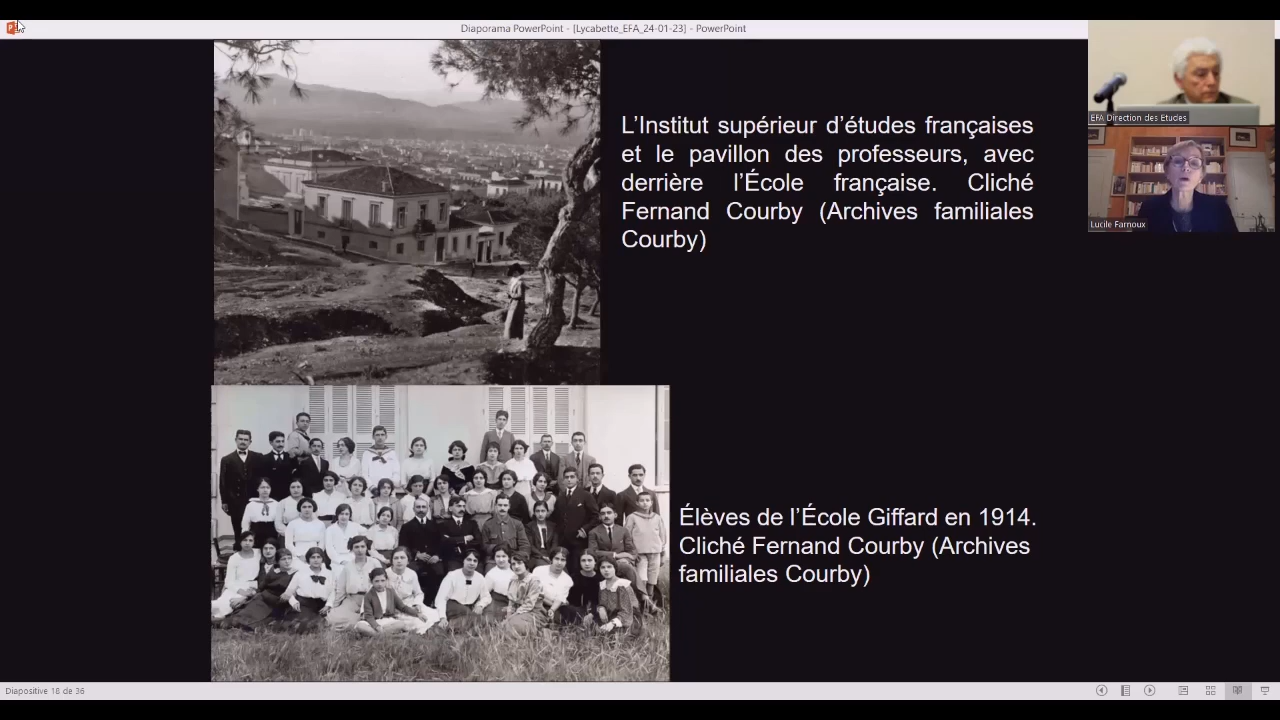 Diaporama PowerPoint - [Lycabette_EFA_24-01-23] - PowerPoint
L’Institut supérieur d’études françaises
et le pavillon des professeurs, avec
derrière l’École française. Cliché
Fernand Courby (Archives familiales
Courby)
EFA Direction des Etudes
Lucile Farnoux
Élèves de l’École Giffard en 1914.
Cliché Fernand Courby (Archives
familiales Courby)
Diapositive 18 de 36